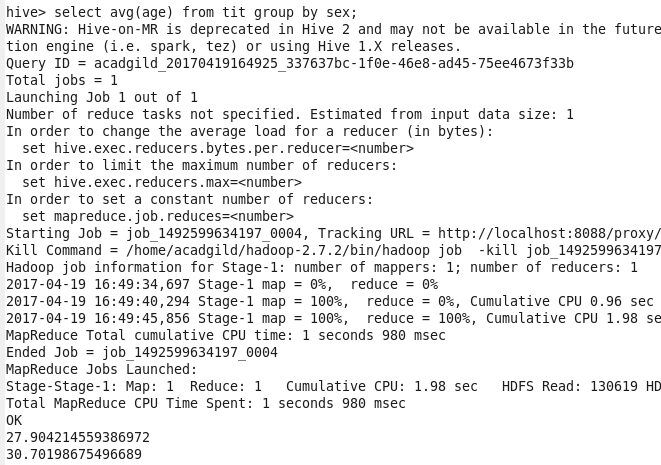 hive> select avg(age) from tit group by sex;
WARNING: Hive-on-MR is deprecated in Hive 2 and may not be available in the future
tion engine (i.e. spark, tez) or using Hive 1.X releases.
Query ID = acadgild_20170419164925_337637bc-1f0e-46e8-ad45-75ee4673f33b
Total jobs = 1
Launching Job 1 out of 1
Number of reduce tasks not specified. Estimated from input data size: 1
In order to change the average load for a reducer (in bytes):
  set hive.exec.reducers.bytes.per.reducer=<number>
In order to limit the maximum number of reducers:
  set hive.exec.reducers.max=<number>
In order to set a constant number of reducers:
  set mapreduce.job.reduces=<number>
Starting Job = job_1492599634197_0004, Tracking URL = http://localhost:8088/proxy/
Kill Command = /home/acadgild/hadoop-2.7.2/bin/hadoop job  -kill job_1492599634197
Hadoop job information for Stage-1: number of mappers: 1; number of reducers: 1
2017-04-19 16:49:34,697 Stage-1 map = 0%,  reduce = 0%
2017-04-19 16:49:40,294 Stage-1 map = 100%,  reduce = 0%, Cumulative CPU 0.96 sec
2017-04-19 16:49:45,856 Stage-1 map = 100%,  reduce = 100%, Cumulative CPU 1.98 se
MapReduce Total cumulative CPU time: 1 seconds 980 msec
Ended Job = job_1492599634197_0004
MapReduce Jobs Launched:
Stage-Stage-1: Map: 1  Reduce: 1   Cumulative CPU: 1.98 sec   HDFS Read: 130619 HD
Total MapReduce CPU Time Spent: 1 seconds 980 msec
OK
27.904214559386972
30.70198675496689